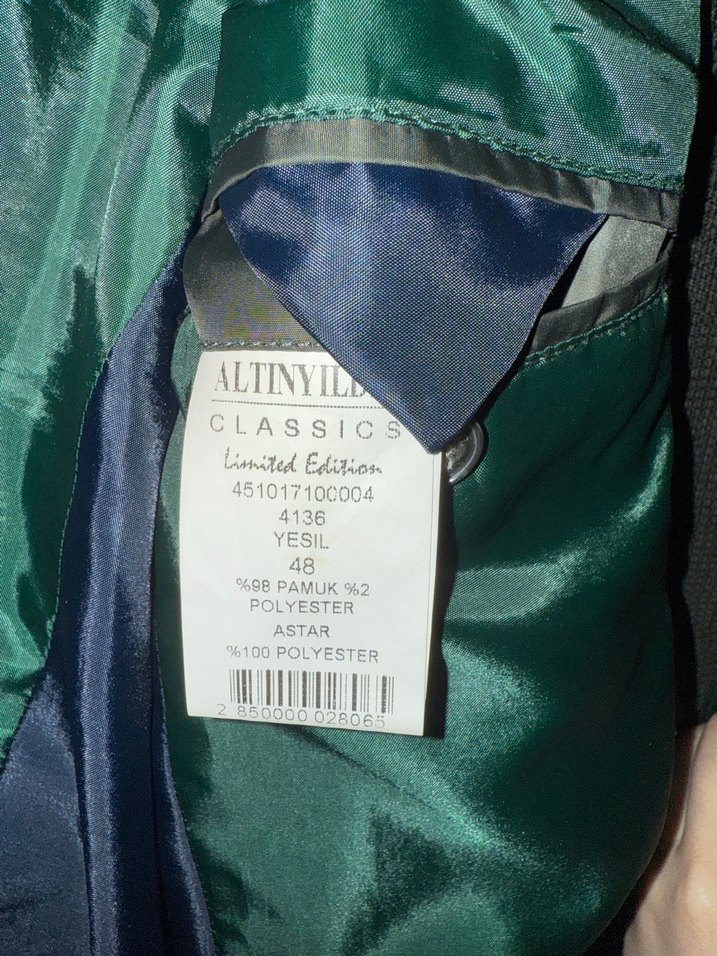 CLASSICS
Limited Edition
451017100004
4136
YESIL
48
%98 PAMUK %2
POLYESTER
ASTAR
%100 POLYESTER
2 850000 028065